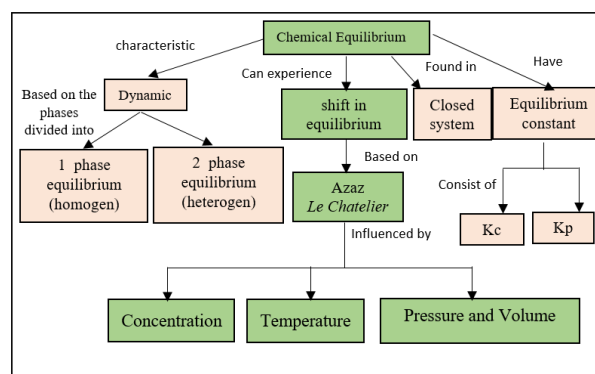 Chemical Equilibrium
characteristic
Can experience
Found in
Have
Based on the
phases
divided into
Dynamic
shift in
equilibrium
Closed
system
Equilibrium
constant
1 phase
equilibrium
(homogen)
2 phase
equilibrium
(heterogen)
Based on
Azaz
Le Chatelier
Consist of
Kc
Kp
Influenced by
Concentration
Temperature
Pressure and Volume